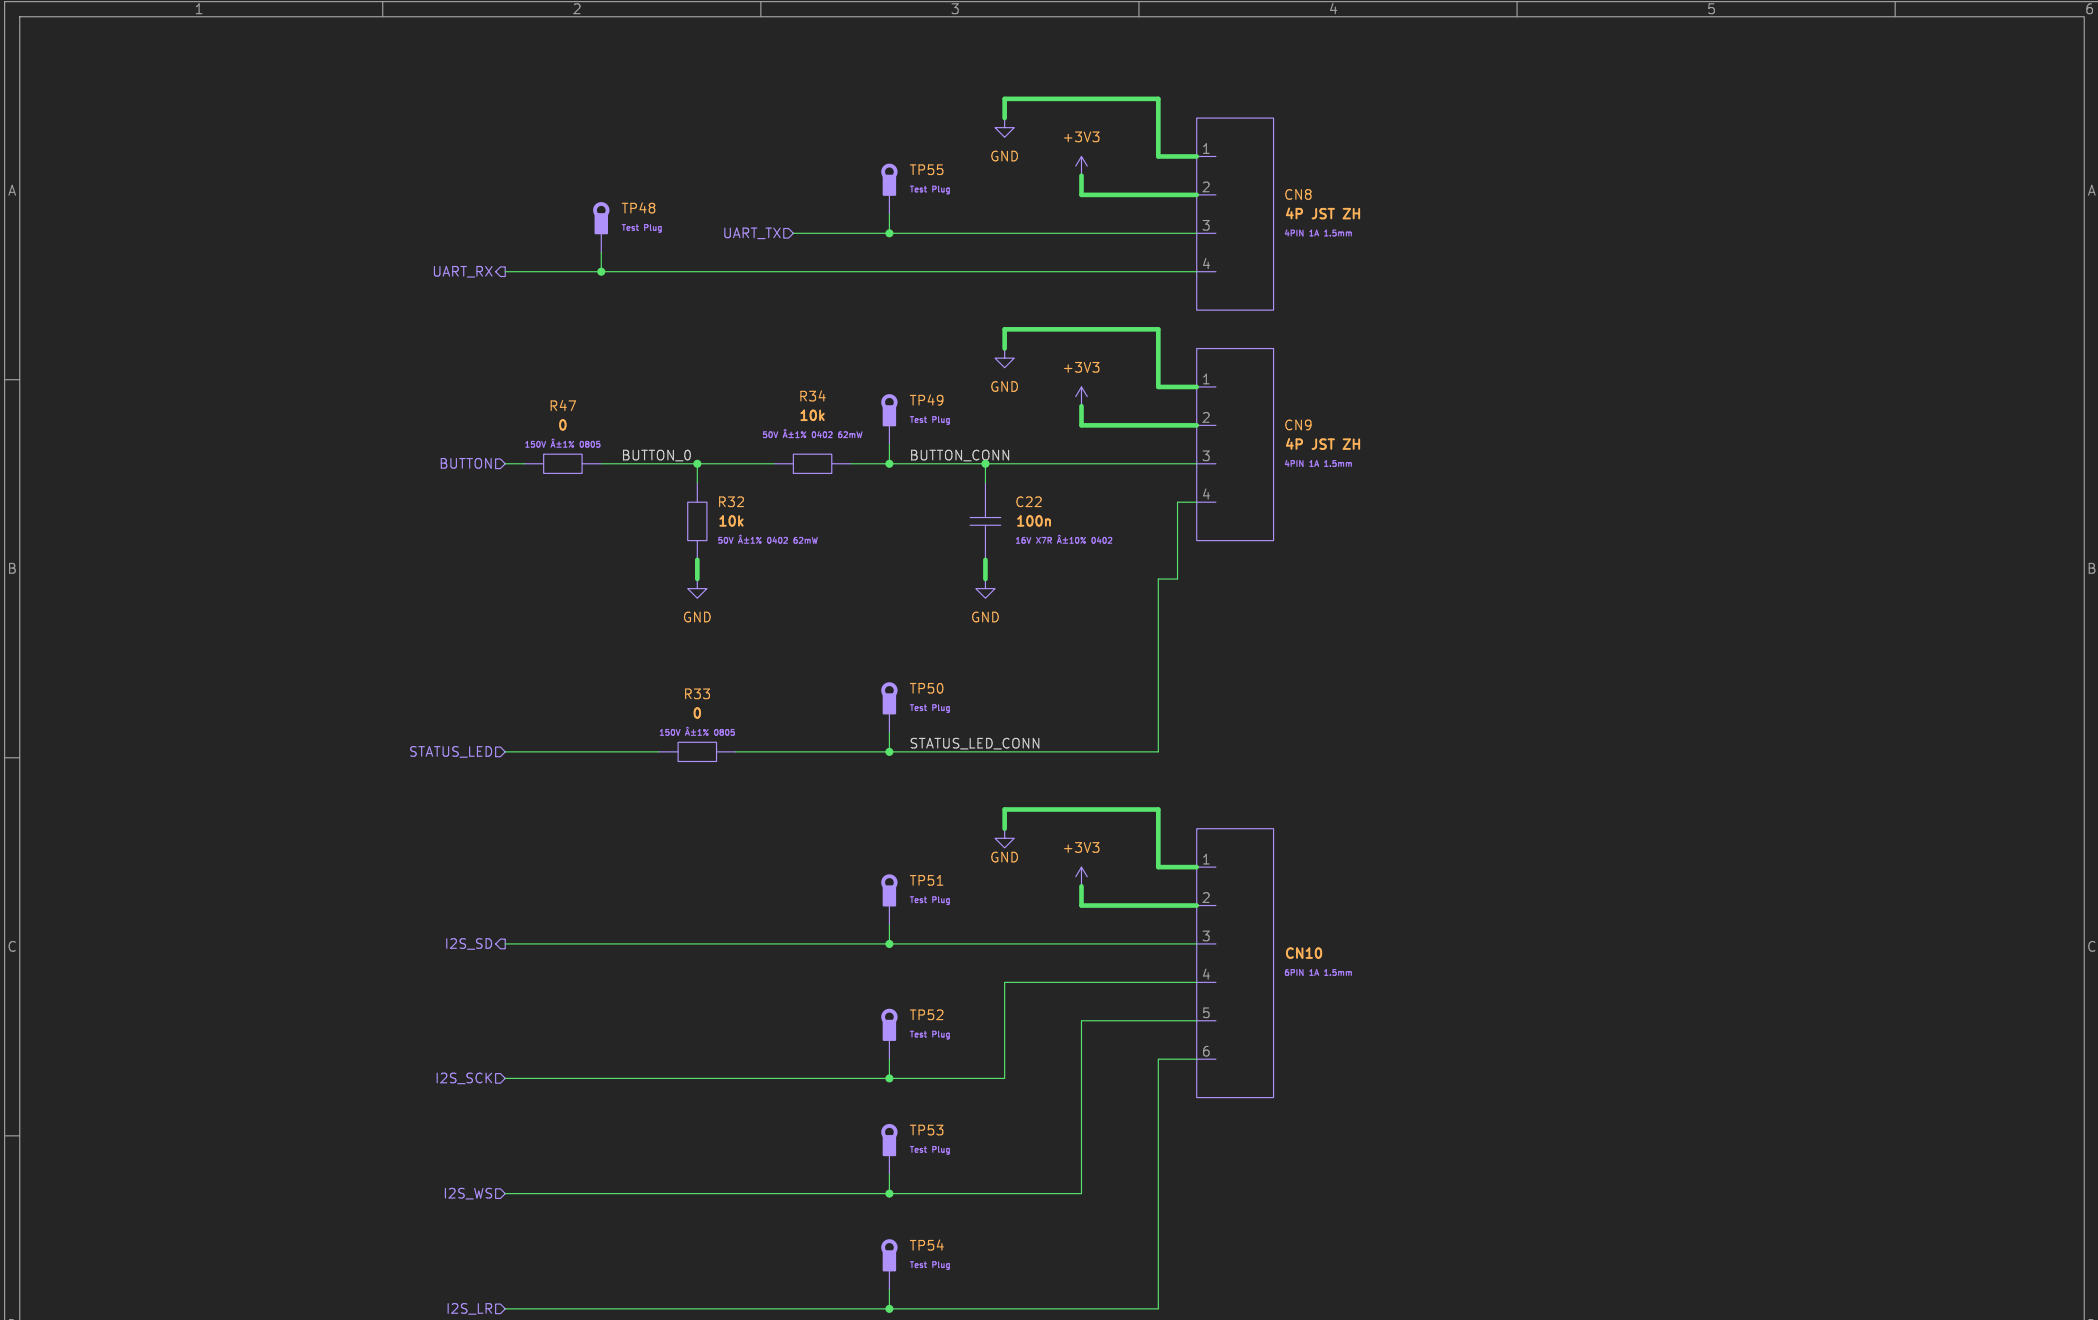 1 2 3 4 5 6
A A
B B
C C
GND
+3V3
1
2
3
4
CN8
4P JST ZH
4PIN 1A 1.5mm
TP55
Test Plug
TP48
Test Plug
UART_TX
UART_RX
GND
+3V3
1
2
3
4
CN9
4P JST ZH
4PIN 1A 1.5mm
R47
0
150V Â±1% 0805
BUTTON
BUTTON_0
R34
10k
50V Â±1% 0402 62mW
TP49
Test Plug
BUTTON_CONN
R32
10k
50V Â±1% 0402 62mW
GND
C22
100n
16V X7R Â±10% 0402
GND
R33
0
150V Â±1% 0805
STATUS_LED
TP50
Test Plug
STATUS_LED_CONN
GND
+3V3
1
2
3
4
5
6
CN10
6PIN 1A 1.5mm
TP51
Test Plug
I2S_SD
TP52
Test Plug
I2S_SCK
TP53
Test Plug
I2S_WS
TP54
Test Plug
I2S_LR